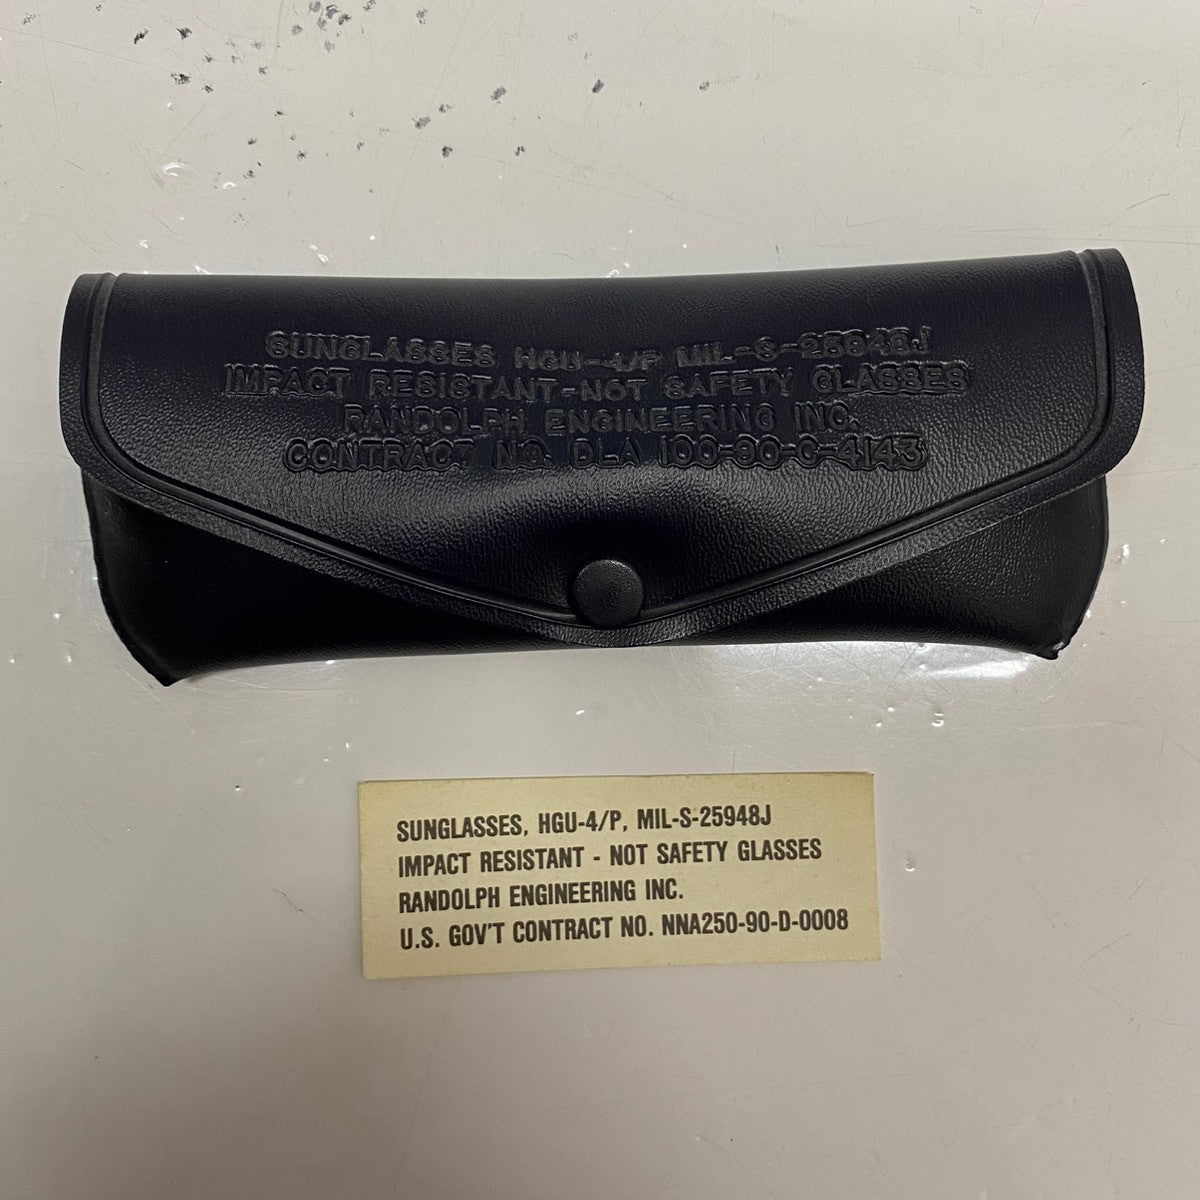 SUNGLASSES HGU-4/P MIL-S-25948J
IMPACT RESISTANT-NOT SAFETY GLASSES
RANDOLPH ENGINEERING INC.
CONTRACT NO. DLA 100-90-C-4143
SUNGLASSES, HGU-4/P, MIL-S-25948J
IMPACT RESISTANT - NOT SAFETY GLASSES
RANDOLPH ENGINEERING INC.
U.S. GOV'T CONTRACT NO. NNA250-90-D-0008